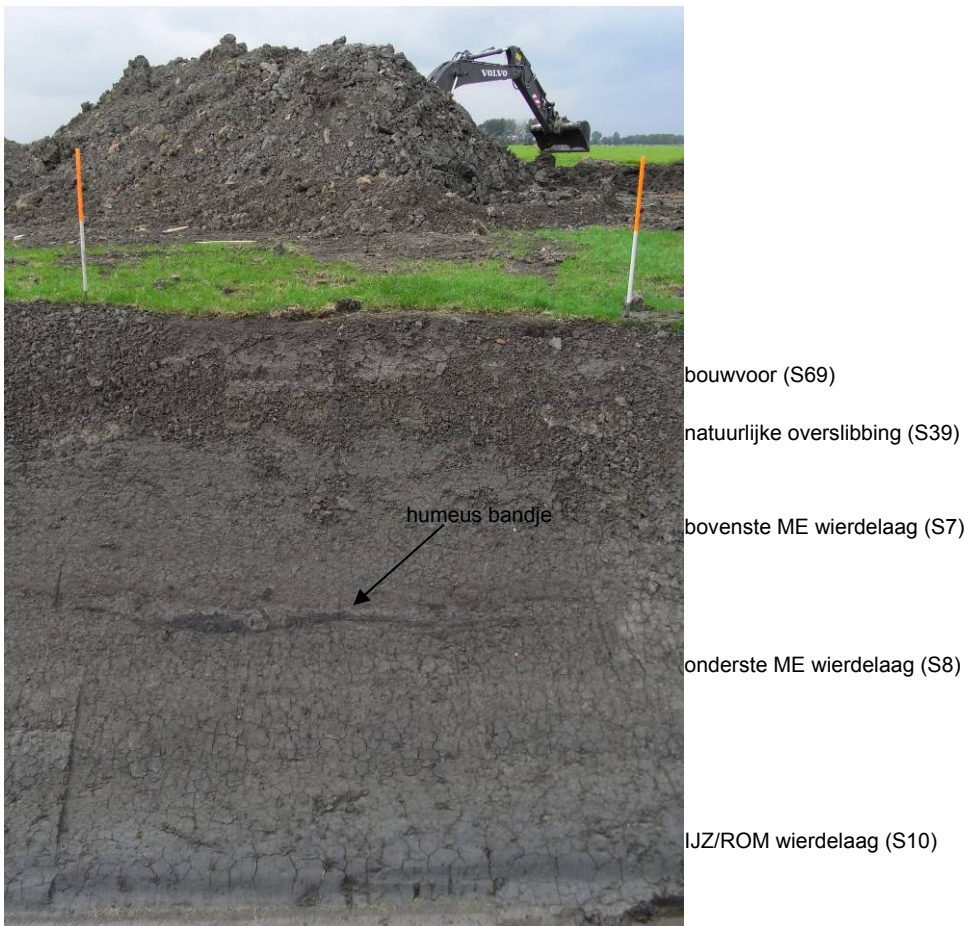 VOLVO
bouwvoor (S69)
natuurlijke overslibbing (S39)
humeus bandje
bovenste ME wierdelaag (S7)
onderste ME wierdelaag (S8)
IJZ/ROM wierdelaag (S10)